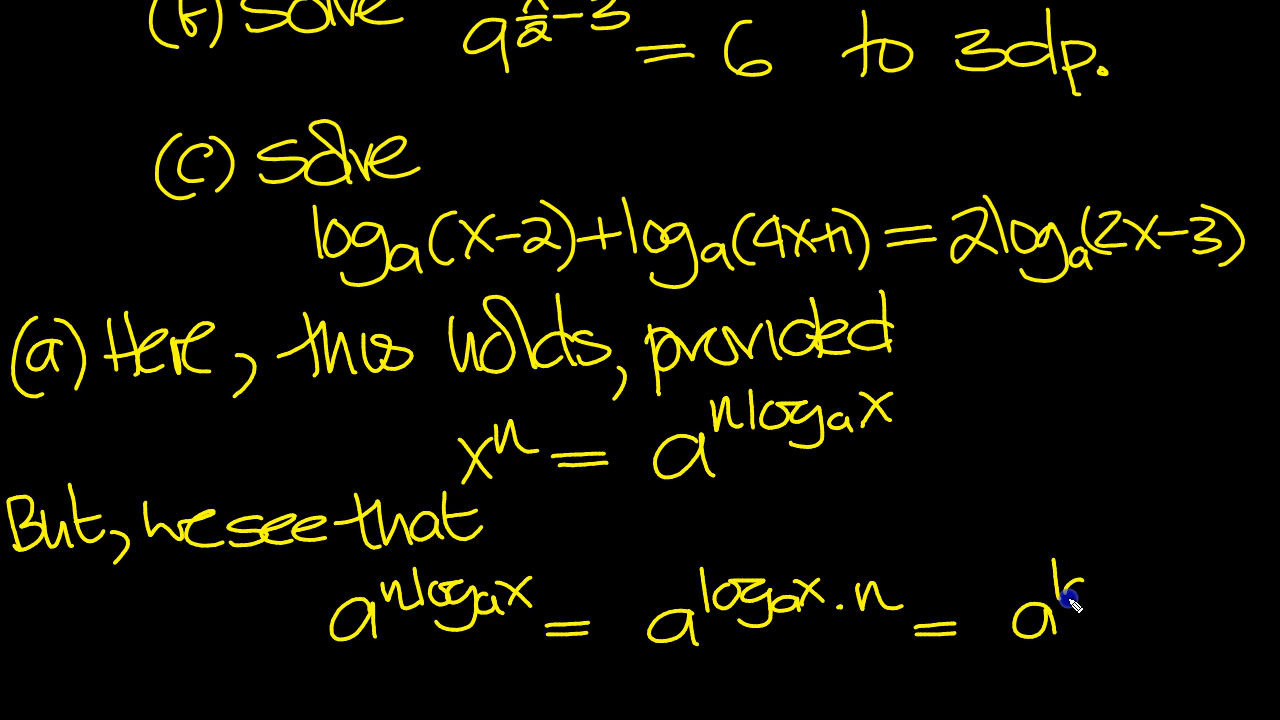 (b) solve 9^{x/2-3} = 6 to 3dp.
(c) solve
log_a(x-2)+log_a(4x+n)=2log_a(2x-3)
(a) Here, this holds, provided
x^n = a^{nlog_a x}
But, we see that
a^{nlog_a x} = a^{log_a x . n} = a^